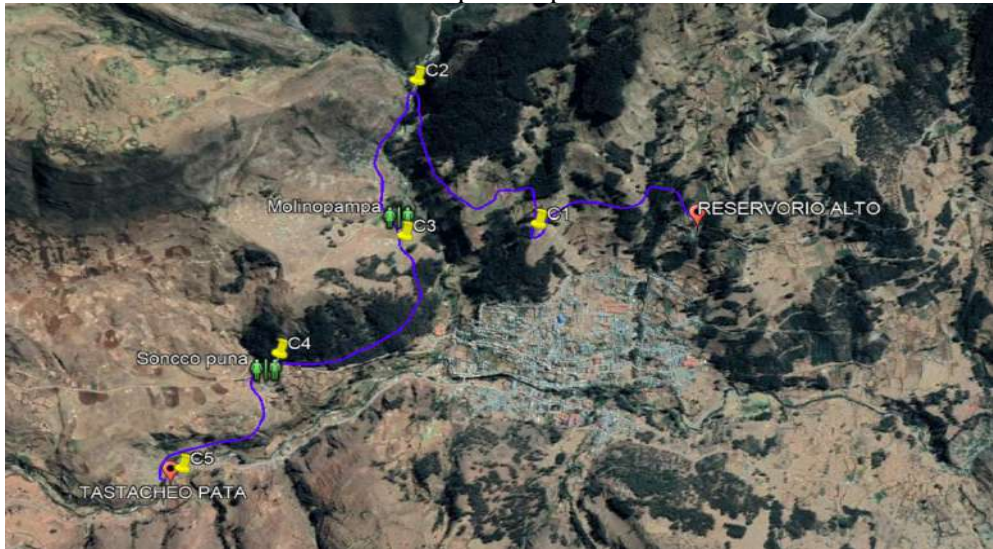 C2
Molinopampa
C3
C1
RESERVORIO ALTO
C4
Soncco puna
C5
TASTACHEO PATA